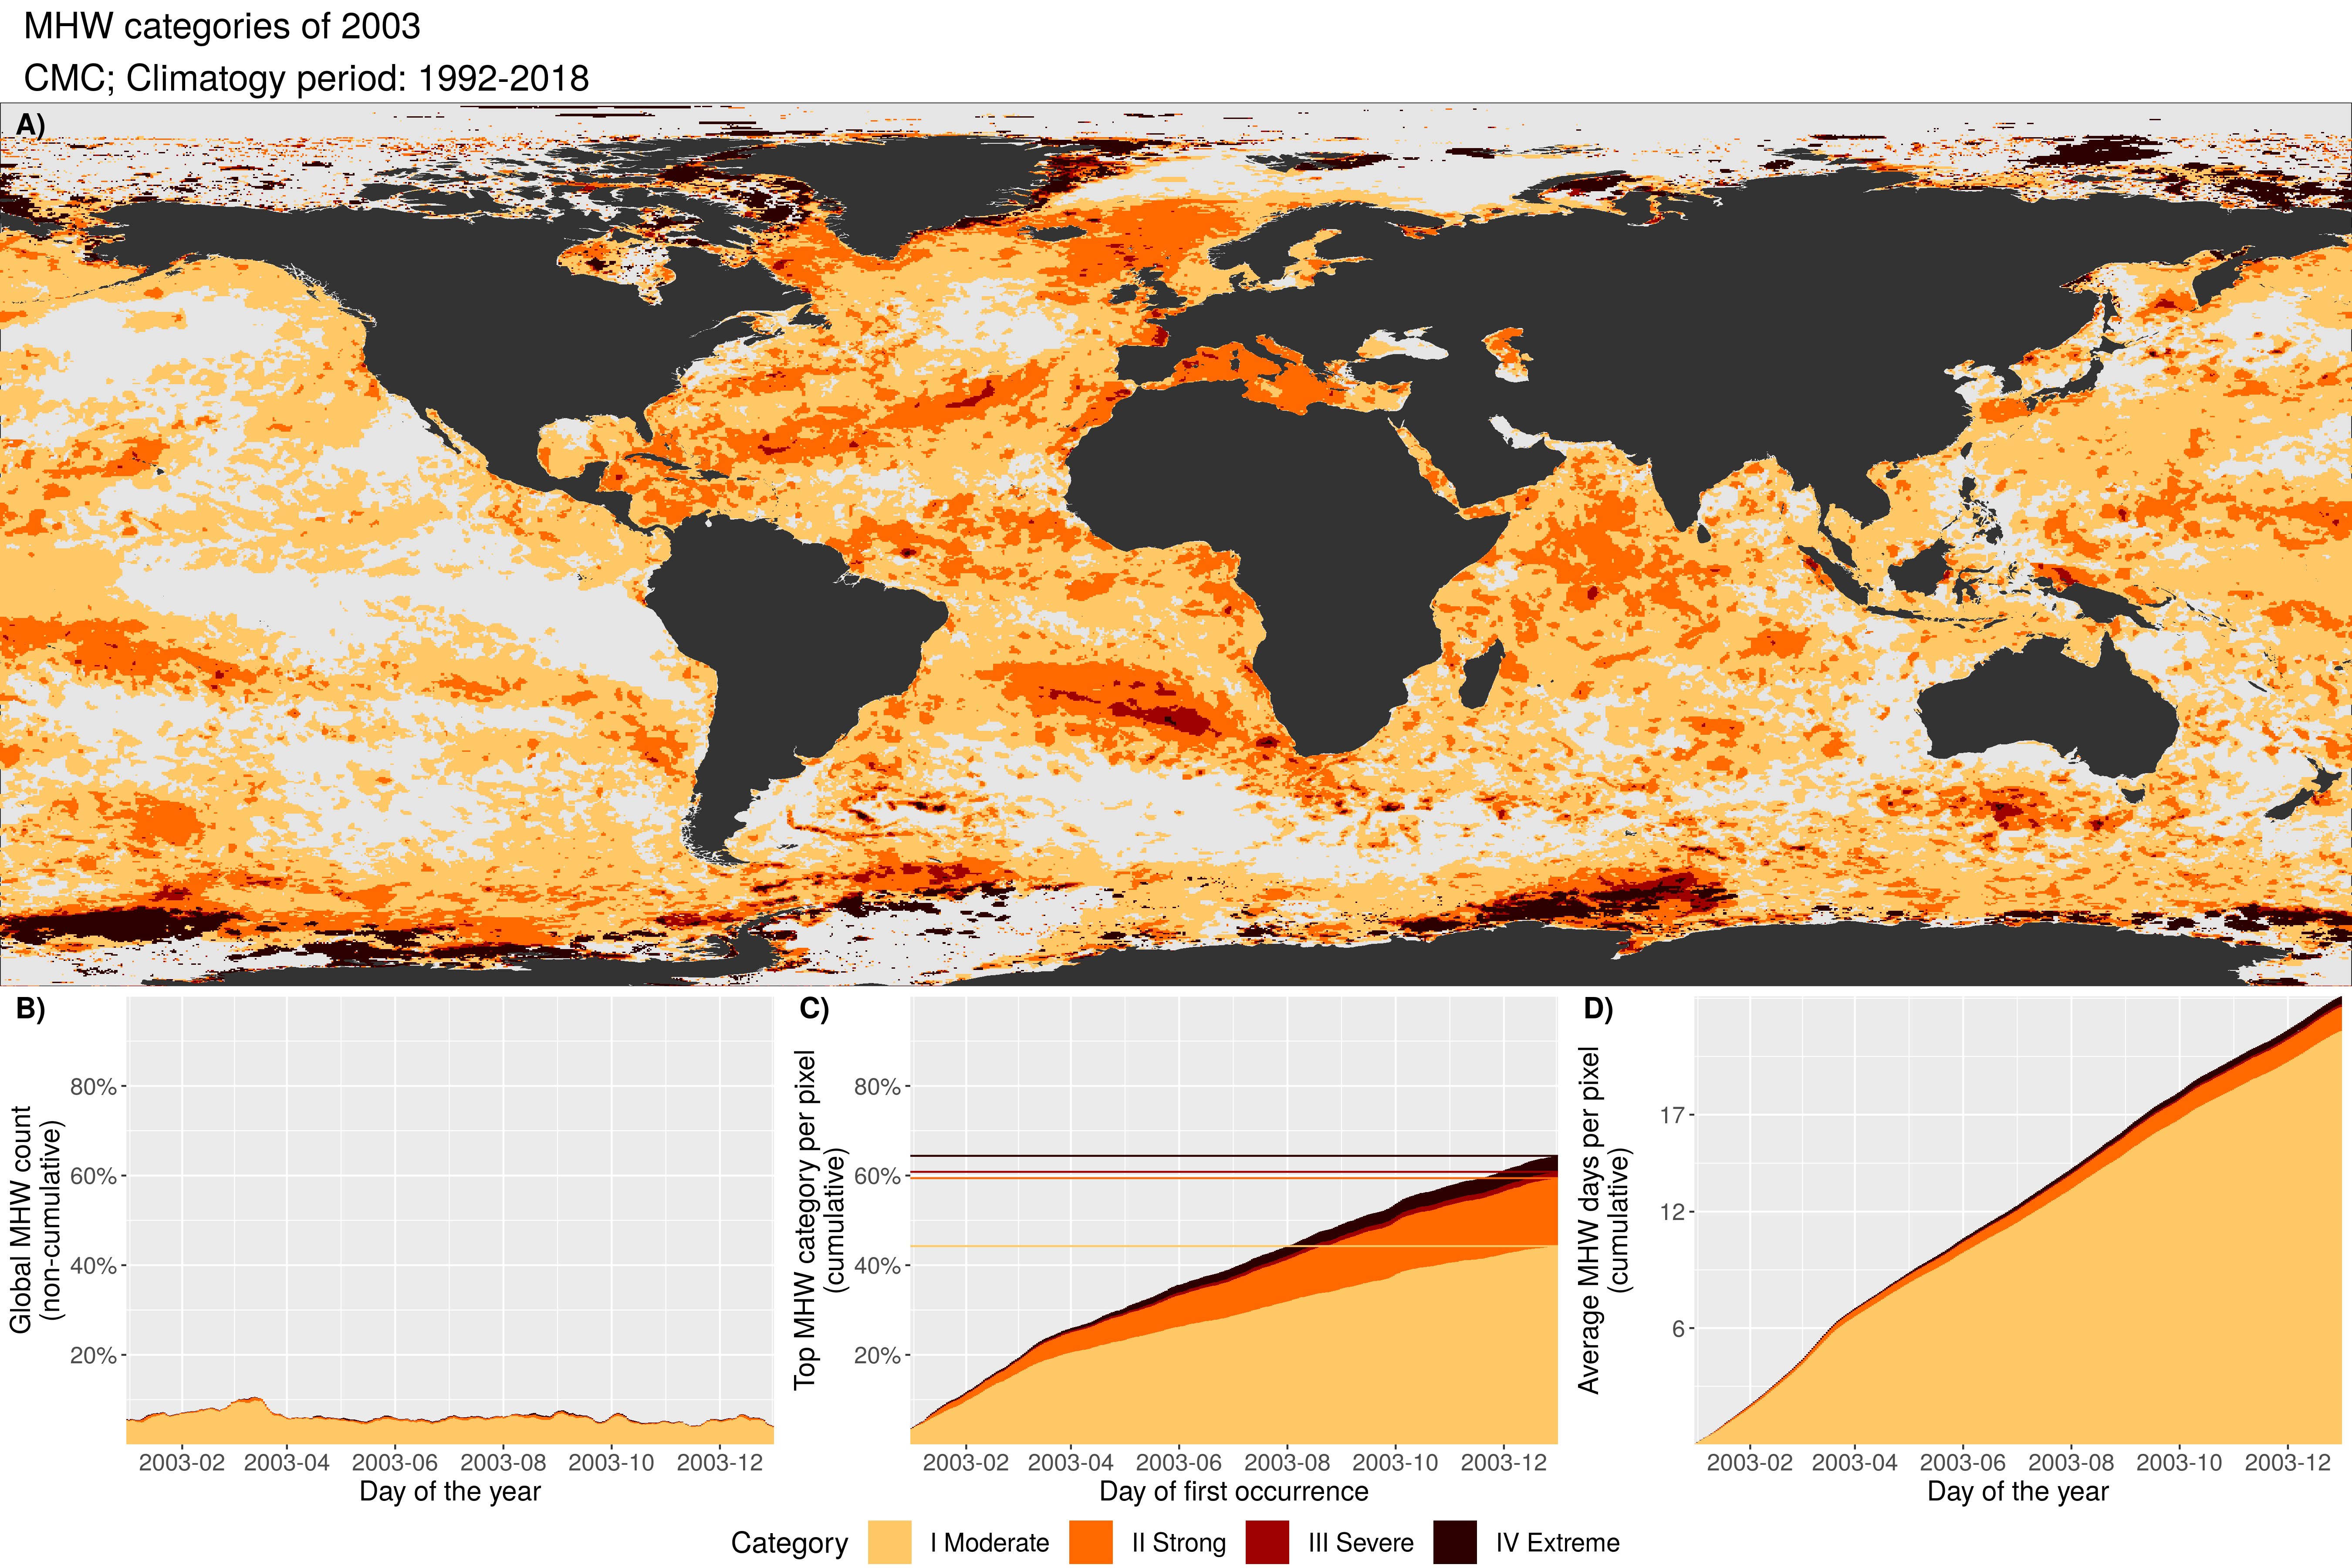 MHW categories of 2003
CMC; Climatogy period: 1992-2018
A)
B)
Global MHW count
(non-cumulative)
80%
60%
40%
20%
2003-02 2003-04 2003-06 2003-08 2003-10 2003-12
Day of the year
C)
Top MHW category per pixel
(cumulative)
80%
60%
40%
20%
2003-02 2003-04 2003-06 2003-08 2003-10 2003-12
Day of first occurrence
D)
Average MHW days per pixel
(cumulative)
17
12
6
2003-02 2003-04 2003-06 2003-08 2003-10 2003-12
Day of the year
Category I Moderate II Strong III Severe IV Extreme